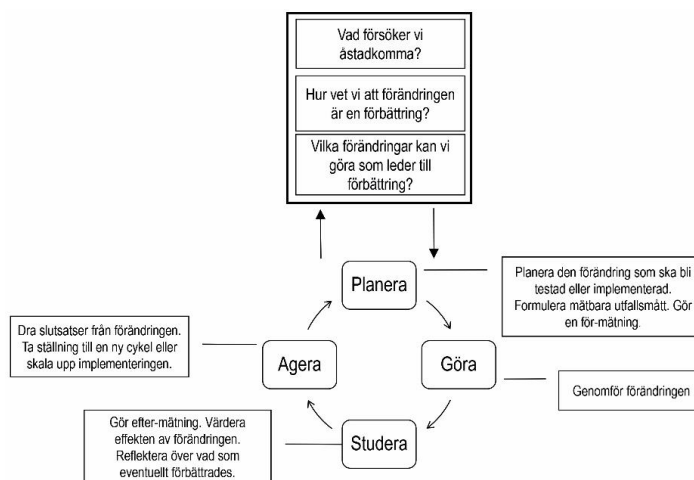 Vad försöker vi
åstadkomma?
Hur vet vi att förändringen
är en förbättring?
Vilka förändringar kan vi
göra som leder till
förbättring?
Planera
Planera den förändring som ska bli
testad eller implementerad.
Formulera mätbara utfallsmått. Gör
en för-mätning.
Göra
Genomför förändringen
Studera
Gör efter-mätning. Värdera
effekten av förändringen.
Reflektera över vad som
eventuellt förbättrades.
Agera
Dra slutsatser från förändringen.
Ta ställning till en ny cykel eller
skala upp implementeringen.